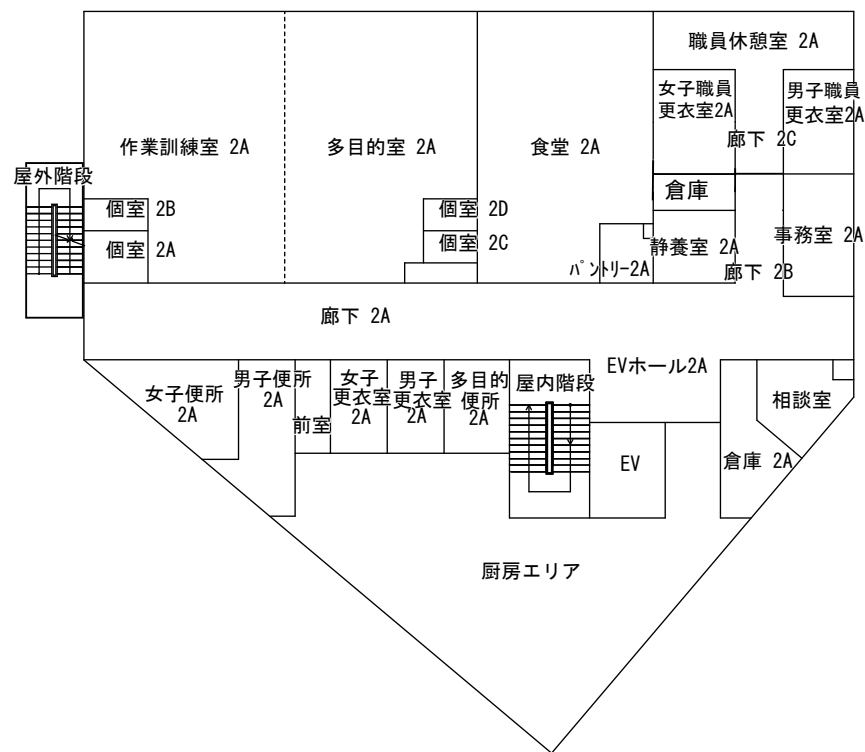 職員休憩室 2A
女子職員
更衣室2A
男子職員
更衣室2A
作業訓練室 2A
多目的室 2A
食堂 2A
廊下 2C
屋外階段
個室 2B
個室 2A
個室 2D
個室 2C
倉庫
静養室 2A
事務室 2A
パントリー2A
廊下 2B
廊下 2A
EVホール2A
女子便所
2A
男子便所
2A
前室
女子
更衣室
2A
男子
更衣室
2A
多目的
便所
2A
屋内階段
相談室
EV
倉庫 2A
厨房エリア